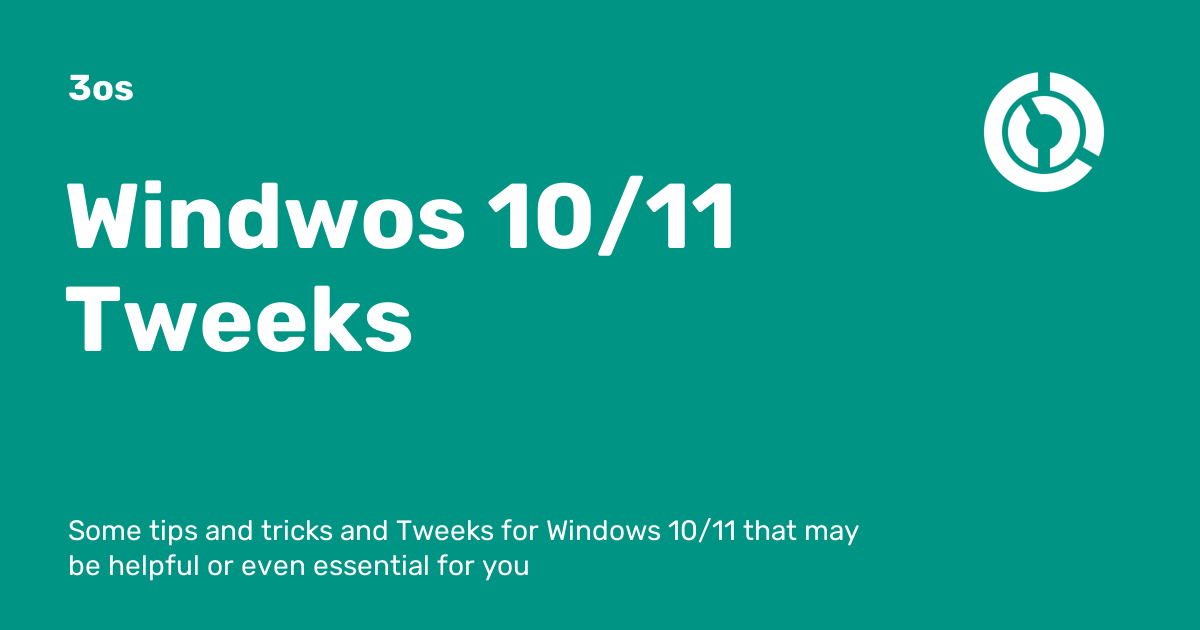 3os
Windwos 10/11
Tweeks
Some tips and tricks and Tweeks for Windows 10/11 that may
be helpful or even essential for you